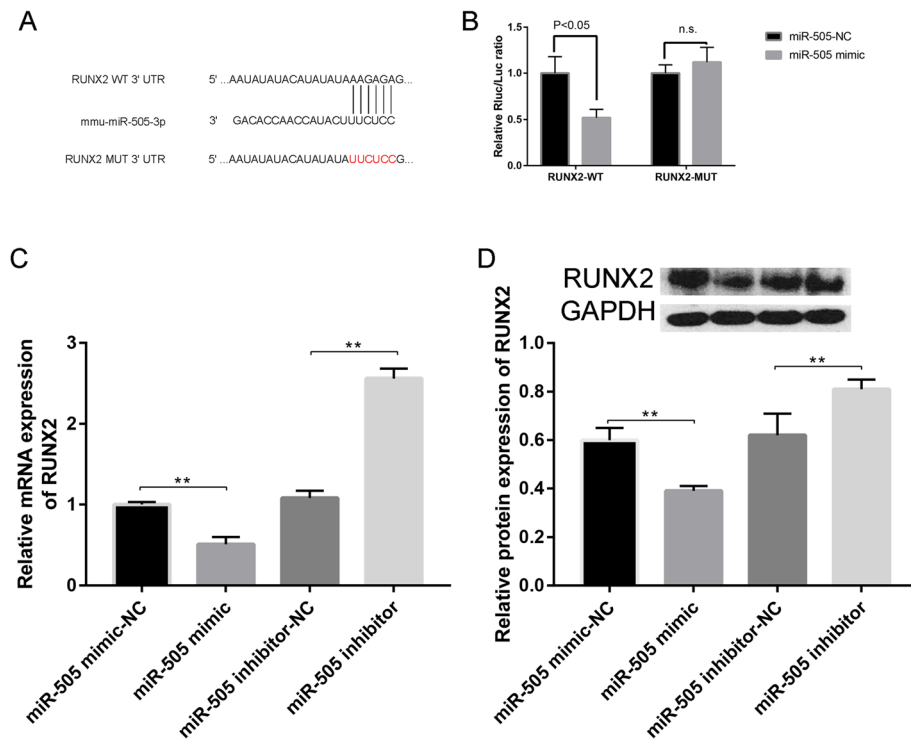 A
RUNX2 WT 3' UTR 5' ...AAUAUAUACAUAUAUAAAGAGAG...
mmu-miR-505-3p 3' GACACCAACCAUACUUUCUCC
RUNX2 MUT 3' UTR 5' ...AAUAUAUACAUAUAUAUUCUCCG...
B
Relative Rluc/Luc ratio
1.5
1.0
0.5
0.0
P<0.05
n.s.
miR-505-NC
miR-505 mimic
RUNX2-WT
RUNX2-MUT
C
Relative mRNA expression
of RUNX2
3
2
1
0
**
**
miR-505 mimic-NC
miR-505 mimic
miR-505 inhibitor-NC
miR-505 inhibitor
D
RUNX2
GAPDH
Relative protein expression of RUNX2
1.0
0.8
0.6
0.4
0.2
0.0
**
**
miR-505 mimic-NC
miR-505 mimic
miR-505 inhibitor-NC
miR-505 inhibitor